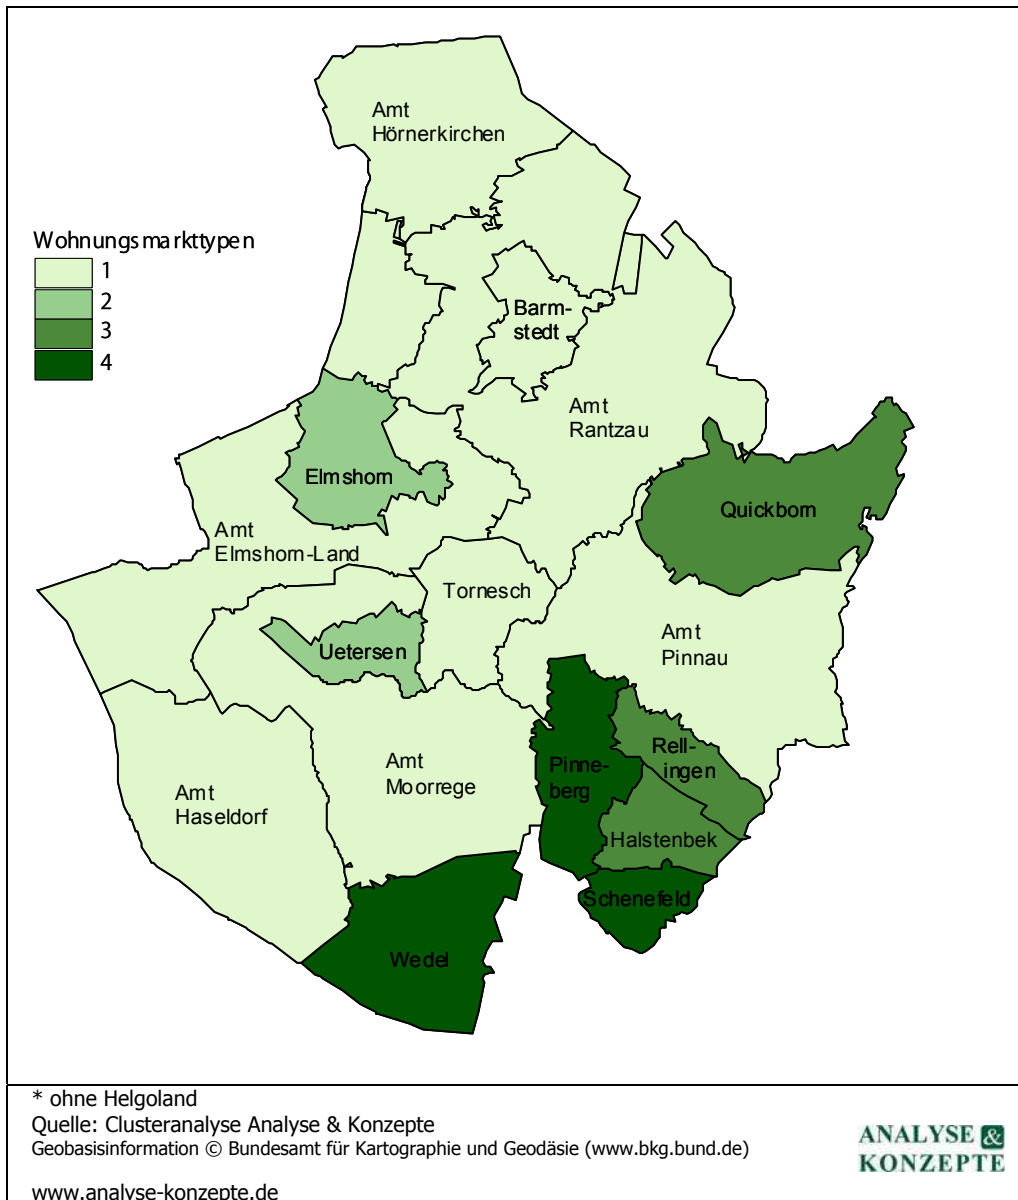 Amt
Hörnerkirchen
Wohnungsmarkttypen
1
2
3
4
Barm-
stedt
Amt
Rantzau
Elmshorn
Quickborn
Amt
Elmshorn-Land
Tornesch
Uetersen
Amt
Pinnau
Amt
Haseldorf
Amt
Moorrege
Pinne-
berg
Rell-
ingen
Halstenbek
Schenefeld
Wedel
* ohne Helgoland
Quelle: Clusteranalyse Analyse & Konzepte
Geobasisinformation © Bundesamt für Kartographie und Geodäsie (www.bkg.bund.de)
www.analyse-konzepte.de
ANALYSE &
KONZEPTE